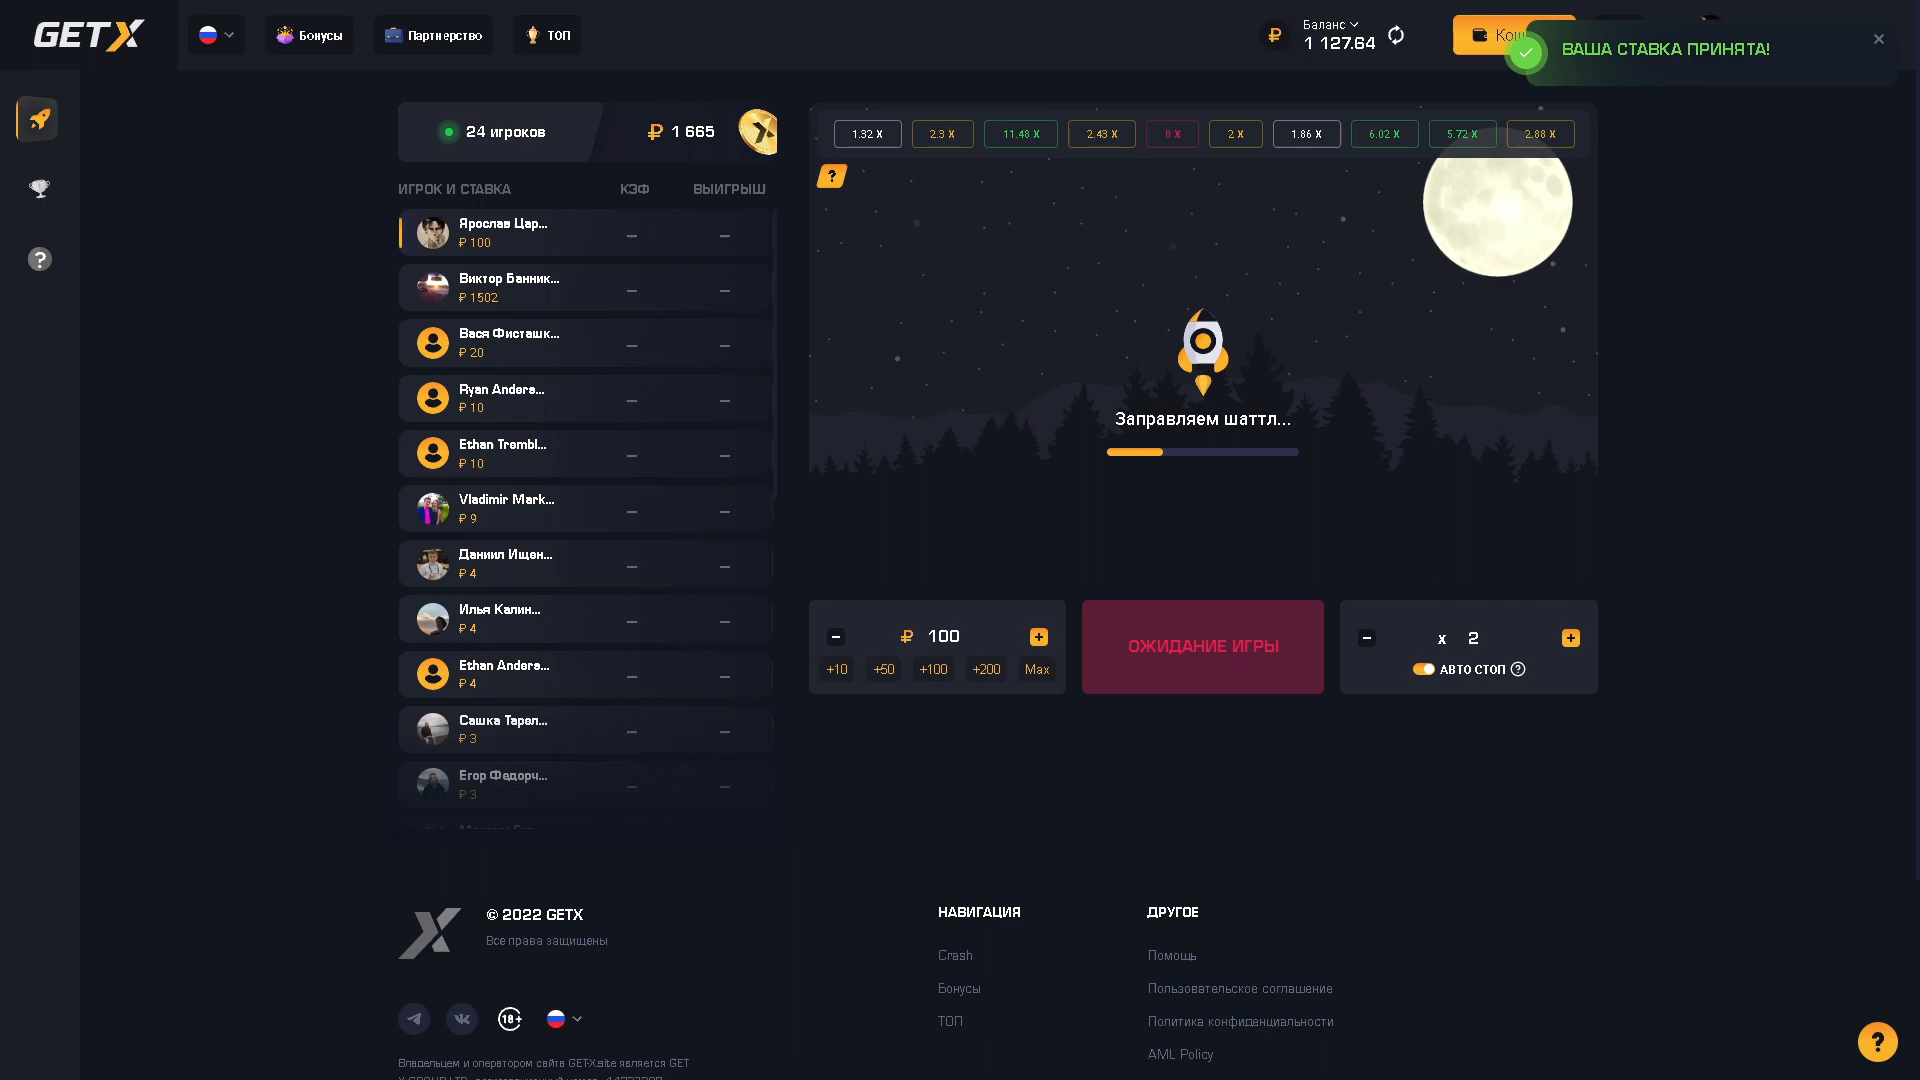 GETX
Бонусы
Партнерство
ТОП
Баланс
1 127.64
Кош
ВАША СТАВКА ПРИНЯТА!
24 игроков
₽ 1 665
1.32 X
2.3 X
11.48 X
2.43 X
0 X
2 X
1.86 X
6.02 X
5.72 X
2.88 X
?
ИГРОК И СТАВКА
КЭФ
ВЫИГРЫШ
Ярослав Цар...
₽ 100
— —
Виктор Банник...
₽ 1502
— —
Вася Фисташк...
₽ 20
— —
Ryan Anders...
₽ 10
— —
Ethan Trembl...
₽ 10
— —
Vladimir Mark...
₽ 9
— —
Даниил Ищен...
₽ 4
— —
Илья Калин...
₽ 4
— —
Ethan Anders...
₽ 4
— —
Сашка Тарел...
₽ 3
— —
Егор Федорч...
₽ 3
— —
Заправляем шаттл...
− ₽ 100 +
+10 +50 +100 +200 Max
ОЖИДАНИЕ ИГРЫ
− x 2 +
АВТО СТОП ?
© 2022 GETX
Все права защищены
18+
Владельцем и оператором сайта GET-X.site является GET
НАВИГАЦИЯ
Crash
Бонусы
ТОП
ДРУГОЕ
Помощь
Пользовательское соглашение
Политика конфиденциальности
AML Policy
?